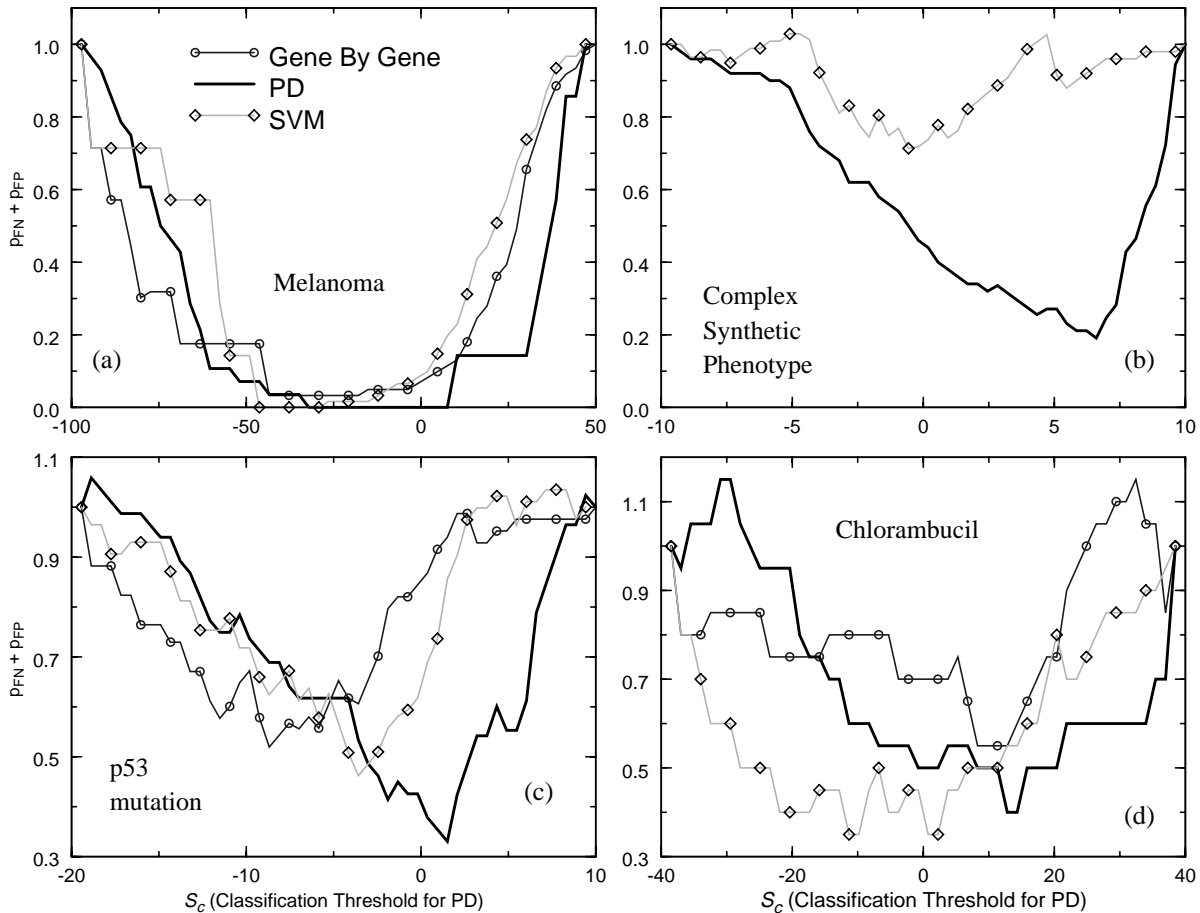 1.0
0.8
0.6
0.4
0.2
0.0
pFN + pFP
Gene By Gene
PD
SVM
Melanoma
(a)
-100
-50
0
50
1.0
0.8
0.6
0.4
0.2
0.0
Complex
Synthetic
Phenotype
(b)
-10
-5
0
5
10
1.1
0.9
0.7
0.5
0.3
pFN + pFP
p53
mutation
(c)
-20
-10
0
10
Sc (Classification Threshold for PD)
1.1
0.9
0.7
0.5
0.3
Chlorambucil
(d)
-40
-20
0
20
40
Sc (Classification Threshold for PD)